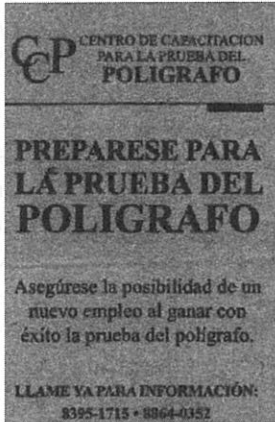 CCP CENTRO DE CAPACITACION
PARA LA PRUEBA DEL
POLIGRAFO
PREPARESE PARA
LA PRUEBA DEL
POLIGRAFO
Asegúrese la posibilidad de un
nuevo empleo al ganar con
éxito la prueba del polígrafo.
LLAME YA PARA INFORMACIÓN:
8395-1715 • 8864-0352